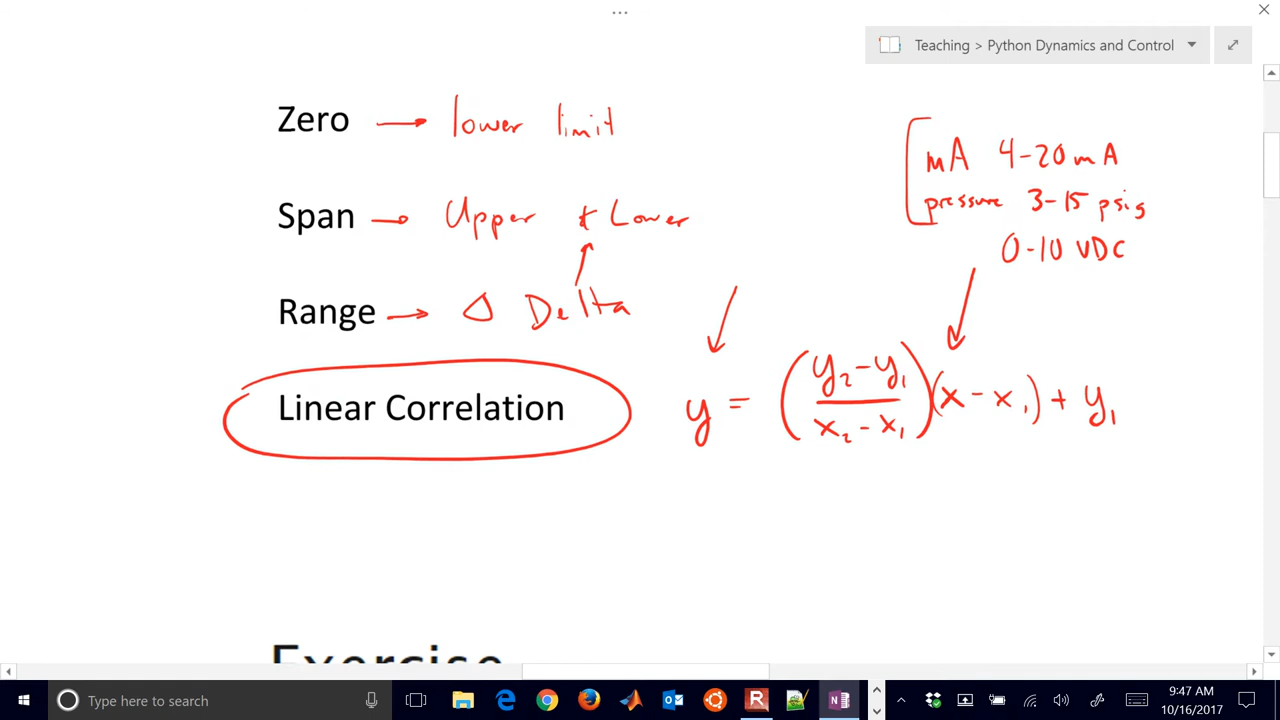 ...
Teaching > Python Dynamics and Control
Zero → lower limit
mA 4-20 mA
pressure 3-15 psig
0-10 VDC
Span → Upper & Lower
Range → Δ Delta
Linear Correlation
y = (y₂ - y₁ / x₂ - x₁)(x - x₁) + y₁
Exercise
Type here to search
9:47 AM
10/16/2017